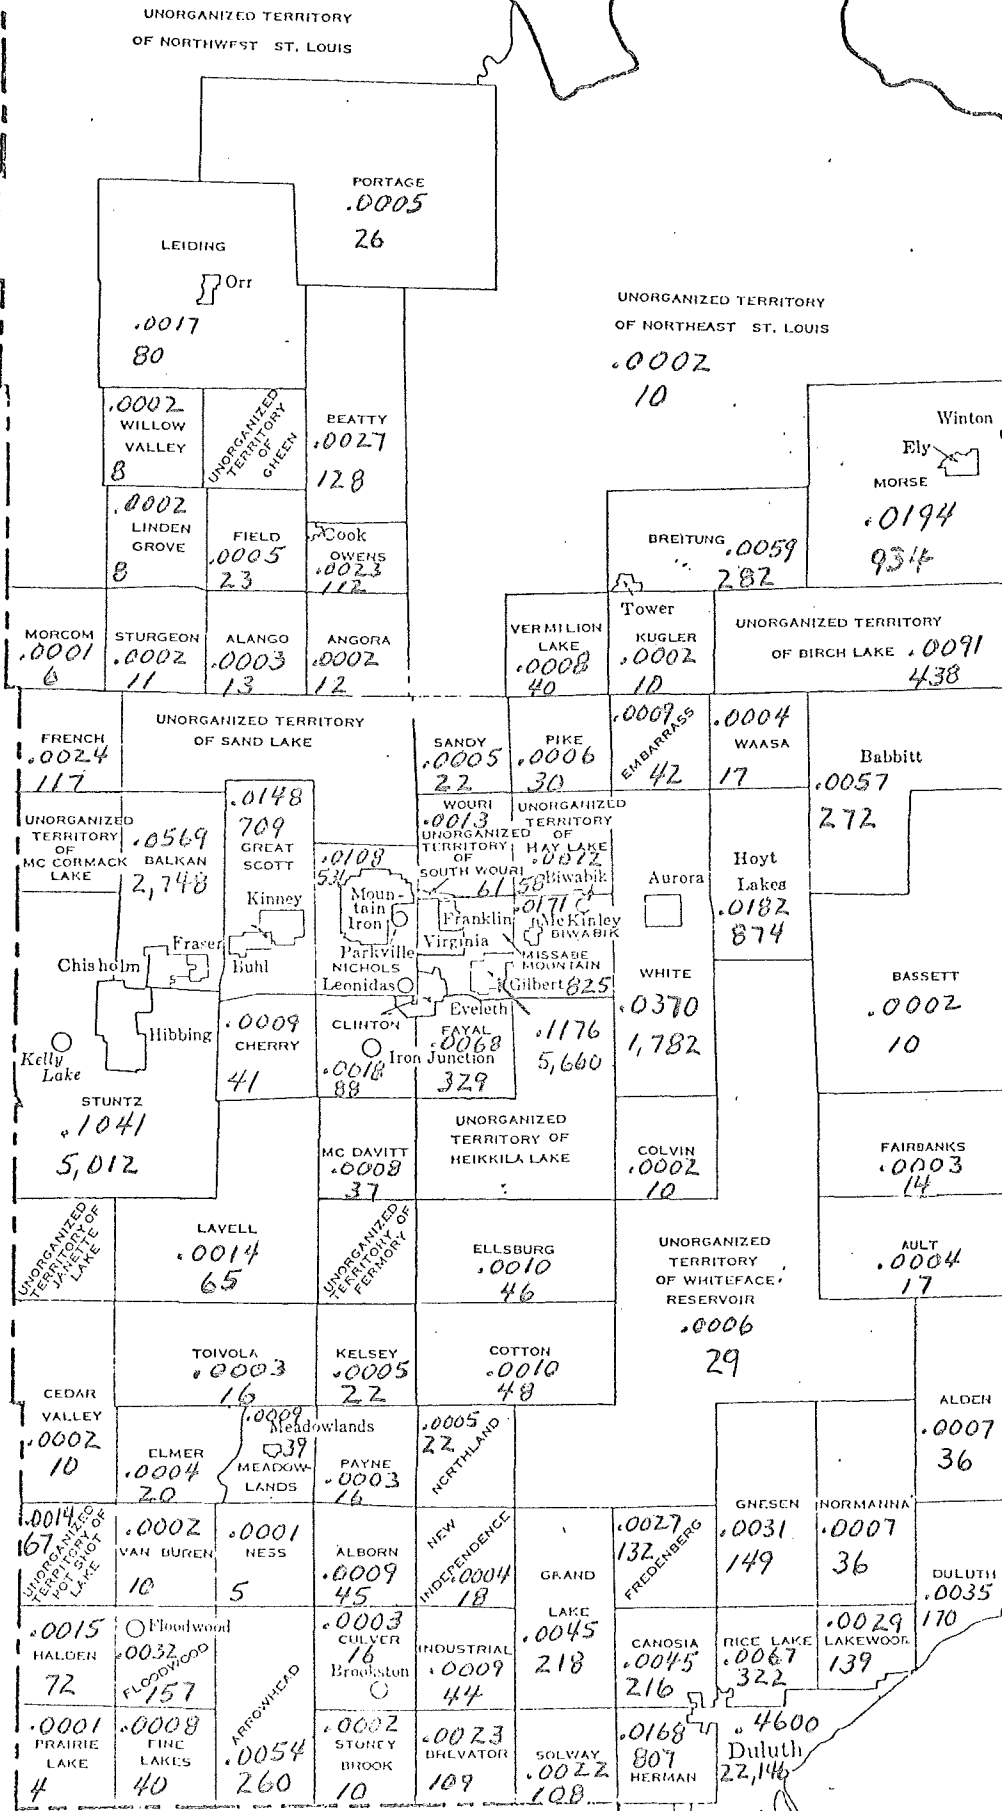 UNORGANIZED TERRITORY
OF NORTHWEST ST. LOUIS
PORTAGE
.0005
26
LEIDING
Orr
.0017
80
UNORGANIZED TERRITORY
OF NORTHEAST ST. LOUIS
.0002
10
.0002
WILLOW
VALLEY
8
UNORGANIZED
TERRITORY
OF
GHEEN
BEATTY
.0027
128
Winton
Ely
MORSE
.0194
934
.0002
LINDEN
GROVE
8
FIELD
.0005
23
Cook
OWENS
.0023
112
BREITUNG .0059
282
Tower
MORCOM
.0001
6
STURGEON
.0002
11
ALANGO
.0003
13
ANGORA
.0002
12
VERMILION
LAKE
.0008
40
KUGLER
.0002
10
UNORGANIZED TERRITORY
OF BIRCH LAKE .0091
438
FRENCH
.0024
117
UNORGANIZED TERRITORY
OF SAND LAKE
SANDY
.0005
22
PIKE
.0006
30
.0009
EMBARRASS
42
.0004
WAASA
17
Babbitt
.0057
272
UNORGANIZED
TERRITORY
OF
MC CORMACK
LAKE
.0569
BALKAN
2,748
.0148
709
GREAT
SCOTT
Kinney
Buhl
Fraser
Chisholm
.0108
Moun-
tain
Iron
Parkville
NICHOLS
Leonidas
WOURI
.0013
UNORGANIZED
TERRITORY
OF
SOUTH WOURI
61
UNORGANIZED
TERRITORY
OF
HAY LAKE
.0012
58
Biwabik
.0171
McKinley
BIWABIK
Franklin
Virginia
MISSABE
MOUNTAIN
Gilbert 825
Eveleth
Aurora
WHITE
.0370
1,782
Hoyt
Lakes
.0182
874
BASSETT
.0002
10
Hibbing
Kelly
Lake
STUNTZ
.1041
5,012
.0009
CHERRY
41
CLINTON
Iron Junction
.0018
88
FAYAL
.0068
329
.1176
5,660
MC DAVITT
.0008
37
UNORGANIZED
TERRITORY OF
HEIKKILA LAKE
COLVIN
.0002
10
FAIRBANKS
.0003
14
UNORGANIZED
TERRITORY OF
JANETTE
LAKE
LAVELL
.0014
65
UNORGANIZED
TERRITORY OF
FERMORY
ELLSBURG
.0010
46
UNORGANIZED
TERRITORY
OF WHITEFACE
RESERVOIR
.0006
29
AULT
.0004
17
TOIVOLA
.0003
16
KELSEY
.0005
22
COTTON
.0010
48
CEDAR
VALLEY
.0002
10
ELMER
.0004
20
.0009
Meadowlands
39
MEADOW-
LANDS
PAYNE
.0003
16
.0005
22
NORTHLAND
ALDEN
.0007
36
.0014
67
UNORGANIZED
TERRITORY OF
POT SHOT
LAKE
.0002
VAN BUREN
10
.0001
NESS
5
ALBORN
.0009
45
NEW
INDEPENDENCE
.0004
18
GRAND
LAKE
.0045
218
.0027
132
FREDENBERG
GNESEN
.0031
149
NORMANNA
.0007
36
DULUTH
.0035
170
.0015
HALDEN
72
Floodwood
.0032
FLOODWOOD
157
ARROWHEAD
.0054
260
.0003
CULVER
16
Brookston
INDUSTRIAL
.0009
44
CANOSIA
.0045
216
RICE LAKE
.0067
322
.0029
LAKEWOOD
139
.0001
PRAIRIE
LAKE
4
.0008
FINE
LAKES
40
.0002
STONEY
BROOK
10
.0023
BREVATOR
109
SOLWAY
.0022
108
.0168
807
HERMAN
.4600
Duluth
22,146